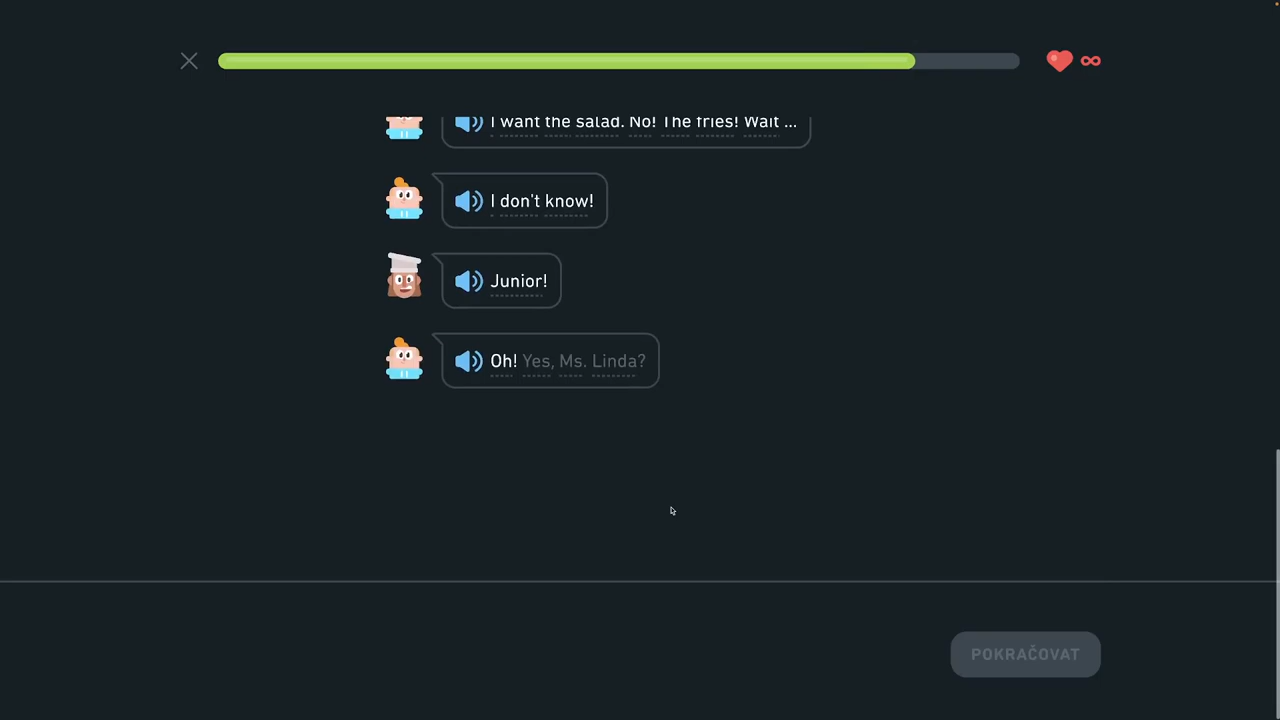 I want the salad. No! The fries! Wait ...
I don't know!
Junior!
Oh! Yes, Ms. Linda?
POKRAČOVAT